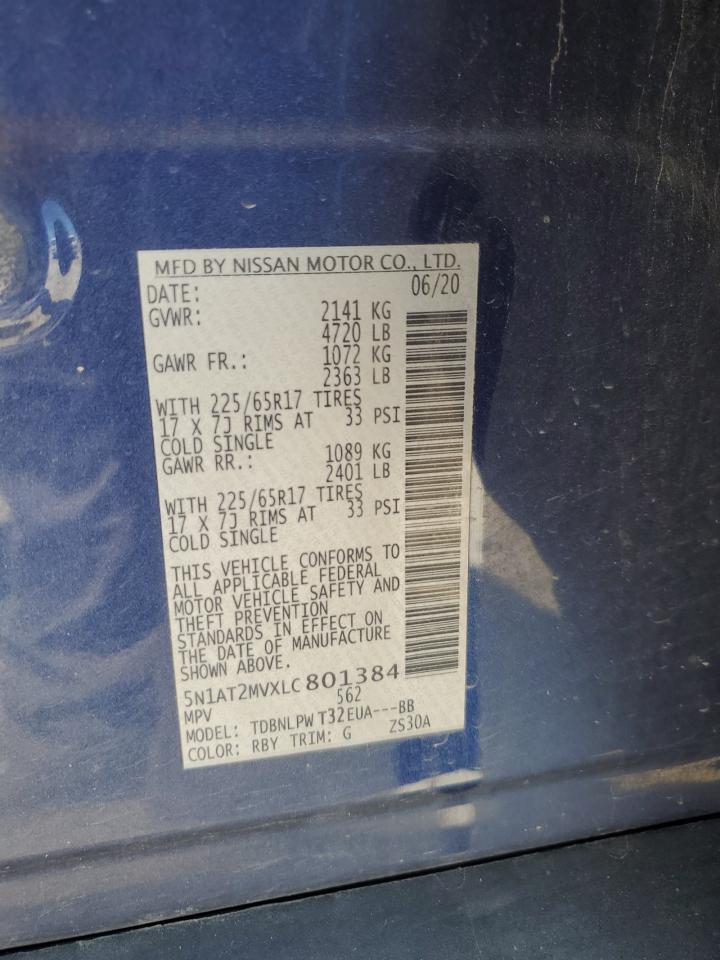 MFD BY NISSAN MOTOR CO., LTD.
DATE: 06/20
GVWR: 2141 KG
4720 LB
GAWR FR.: 1072 KG
2363 LB
WITH 225/65R17 TIRES
17 X 7J RIMS AT 33 PSI
COLD SINGLE
GAWR RR.: 1089 KG
2401 LB
WITH 225/65R17 TIRES
17 X 7J RIMS AT 33 PSI
COLD SINGLE
THIS VEHICLE CONFORMS TO
ALL APPLICABLE FEDERAL
MOTOR VEHICLE SAFETY AND
THEFT PREVENTION
STANDARDS IN EFFECT ON
THE DATE OF MANUFACTURE
SHOWN ABOVE.
5N1AT2MVXLC801384
MPV 562
MODEL: TDBNLPW T32EUA---BB
COLOR: RBY TRIM: G ZS30A